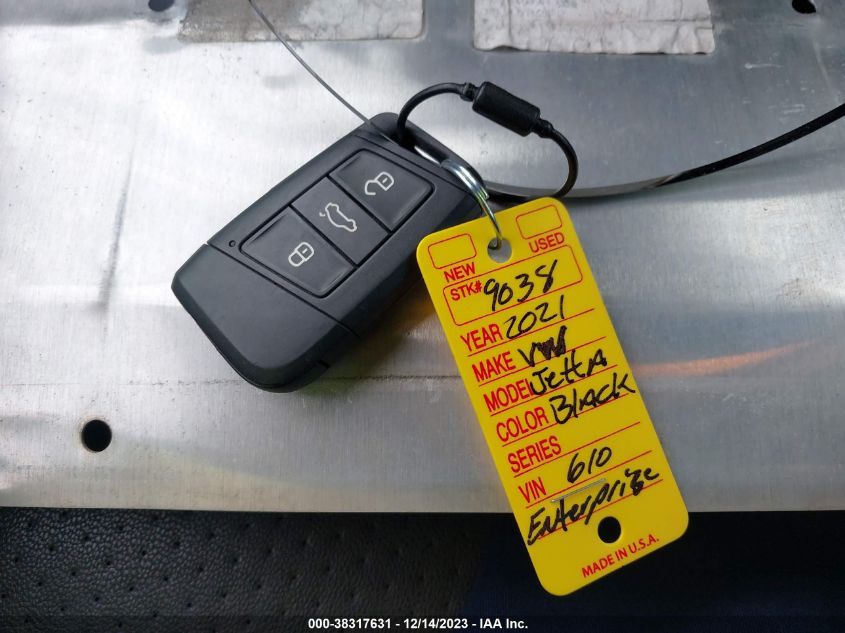 NEW USED
STK# 9038
YEAR 2021
MAKE VW
MODEL Jetta
COLOR Black
SERIES
VIN 610
Enterprize
MADE IN U.S.A.
000-38317631 - 12/14/2023 - IAA Inc.